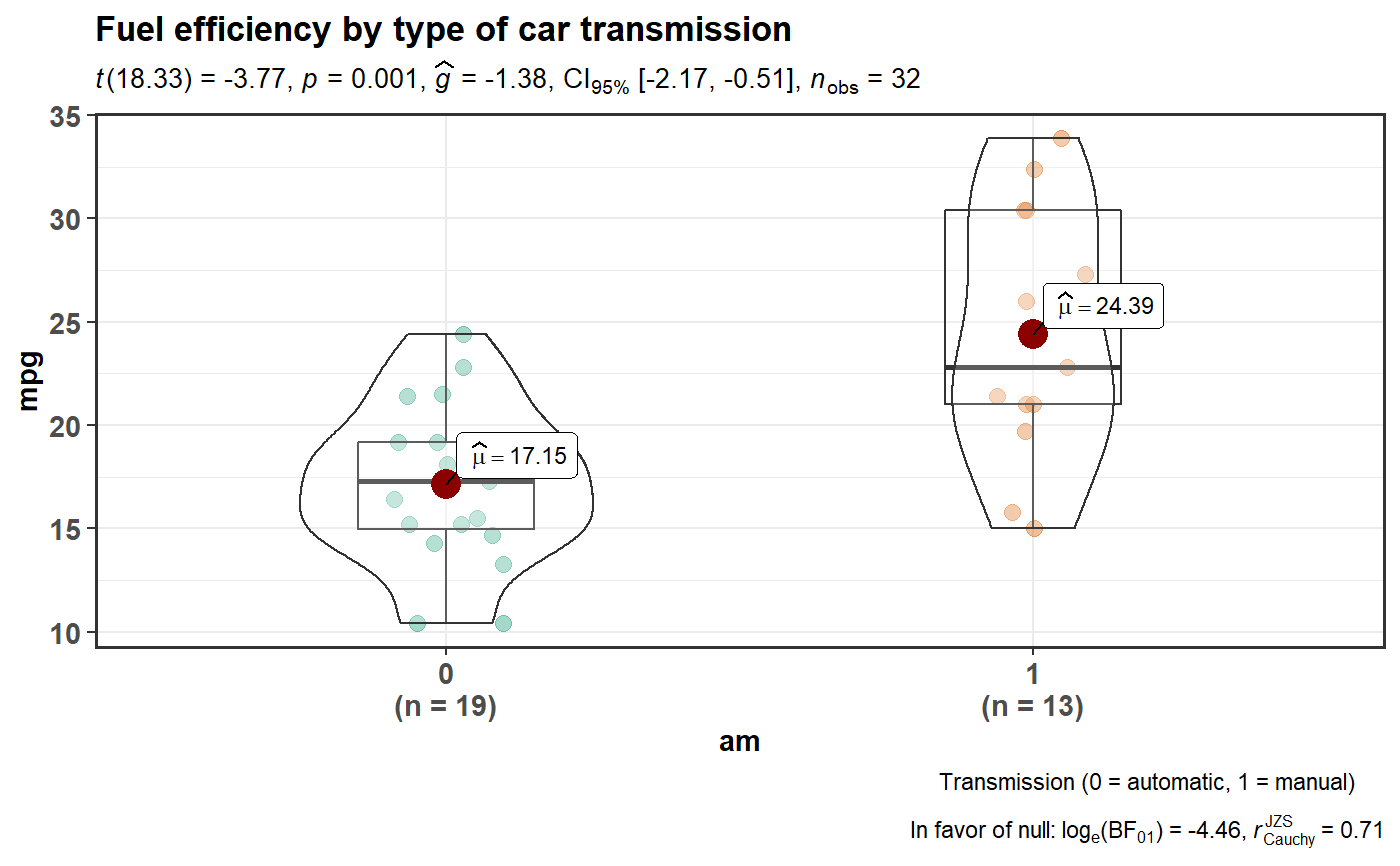 Fuel efficiency by type of car transmission
t(18.33) = -3.77, p = 0.001, ĝ = -1.38, CI95% [-2.17, -0.51], nobs = 32
35
30
25
20
15
10
mpg
μ̂ = 17.15
μ̂ = 24.39
0
(n = 19)
1
(n = 13)
am
Transmission (0 = automatic, 1 = manual)
In favor of null: loge(BF01) = -4.46, rJZSCauchy = 0.71